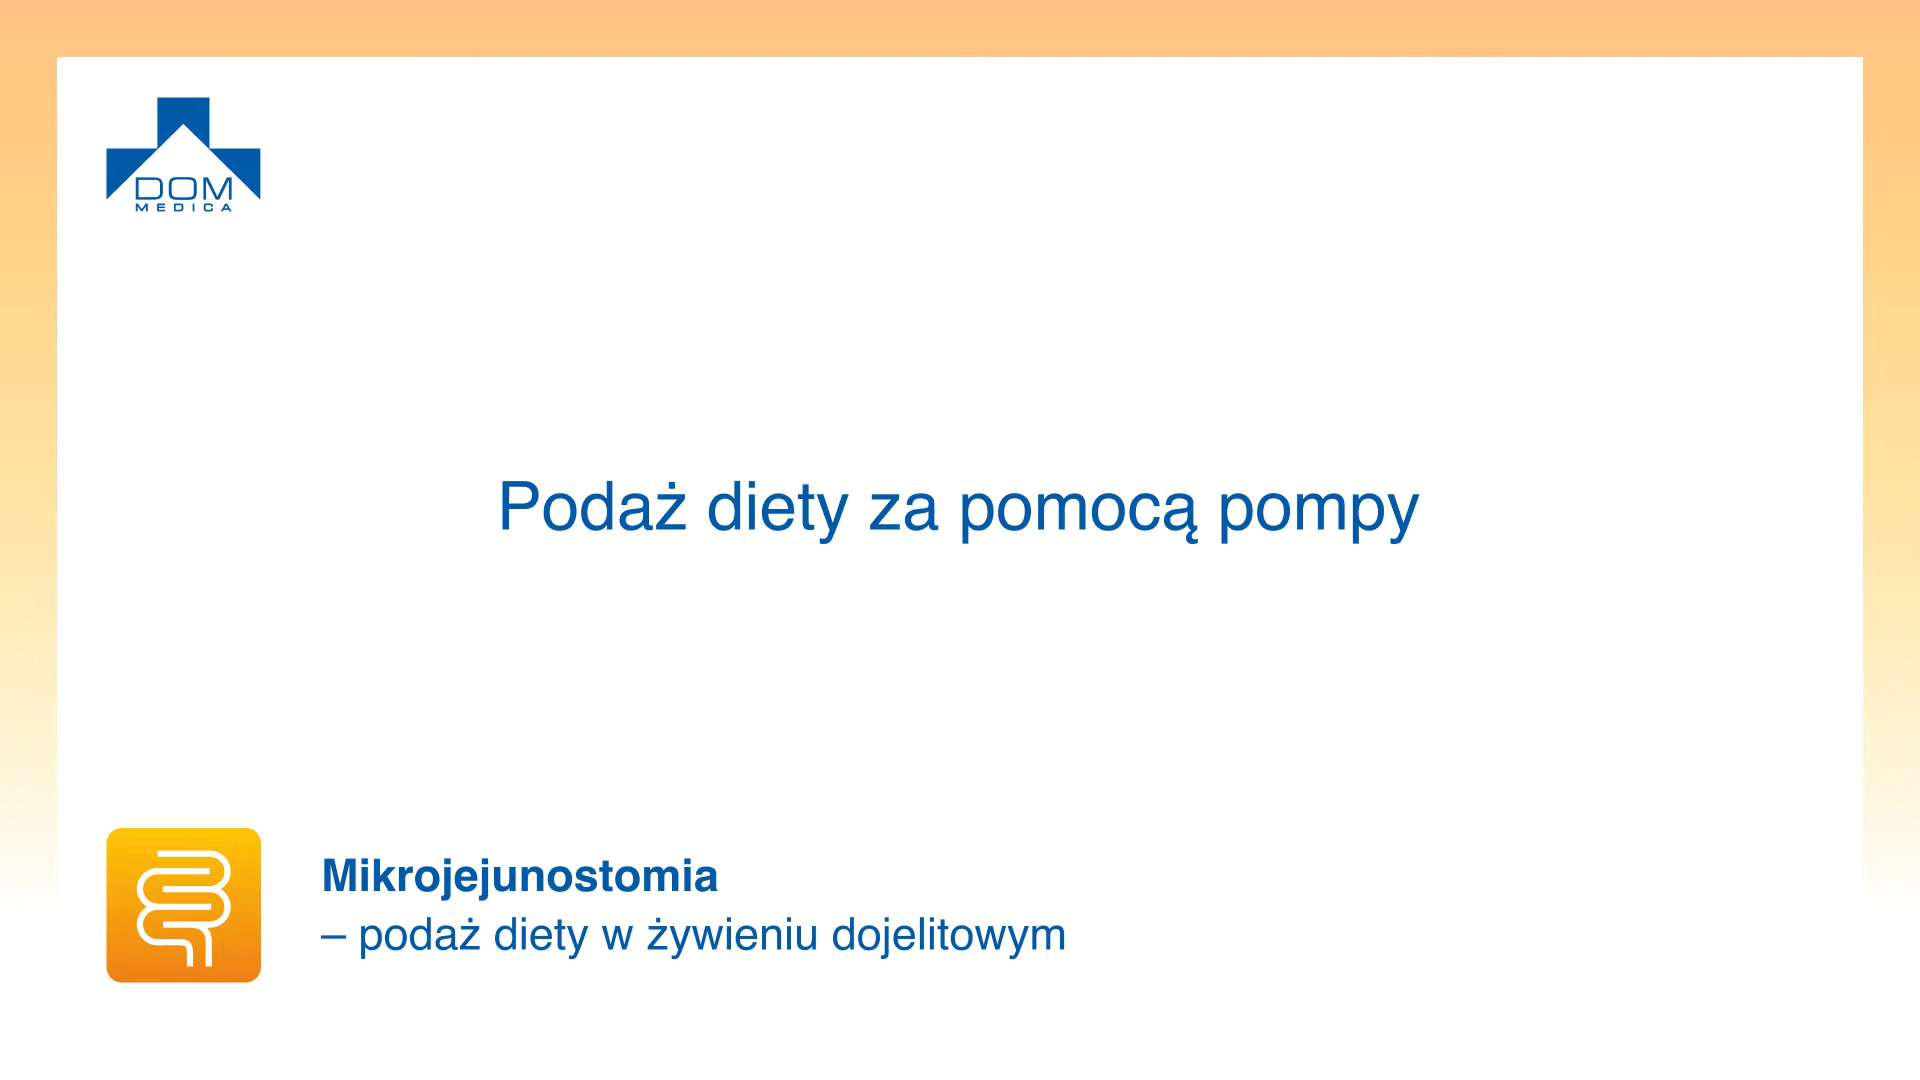 DOM
MEDICA
Podaż diety za pomocą pompy
Mikrojejunostomia
– podaż diety w żywieniu dojelitowym